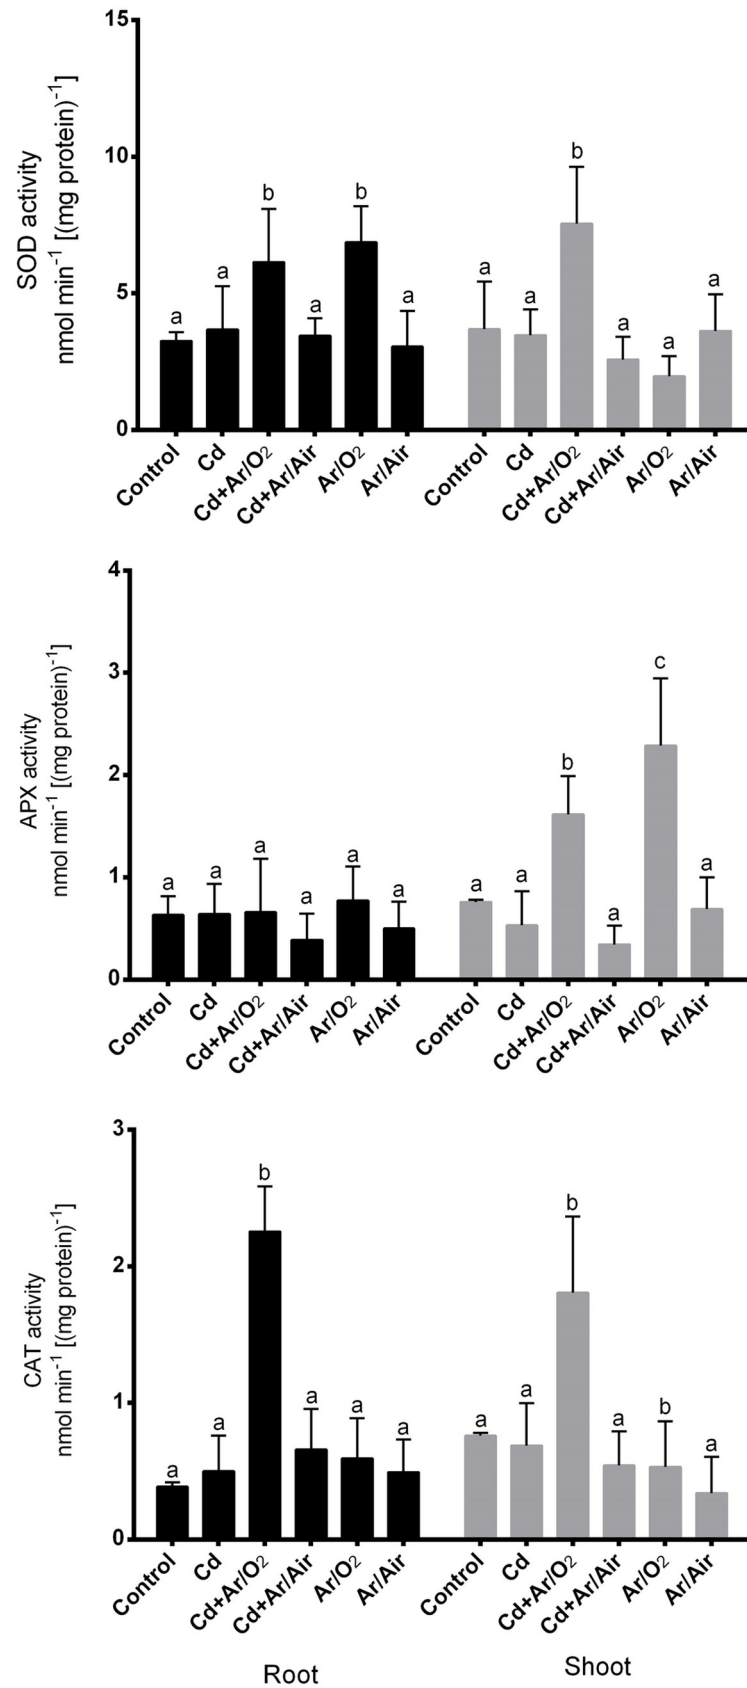 15
10
5
0
SOD activity
nmol min⁻¹ [(mg protein)⁻¹]
a a b a b a a a b a a a
Control Cd Cd+Ar/O₂ Cd+Ar/Air Ar/O₂ Ar/Air Control Cd Cd+Ar/O₂ Cd+Ar/Air Ar/O₂ Ar/Air
4
3
2
1
0
APX activity
nmol min⁻¹ [(mg protein)⁻¹]
a a a a a a a a b a c a
Control Cd Cd+Ar/O₂ Cd+Ar/Air Ar/O₂ Ar/Air Control Cd Cd+Ar/O₂ Cd+Ar/Air Ar/O₂ Ar/Air
3
2
1
0
CAT activity
nmol min⁻¹ [(mg protein)⁻¹]
a a b a a a a a b a b a
Control Cd Cd+Ar/O₂ Cd+Ar/Air Ar/O₂ Ar/Air Control Cd Cd+Ar/O₂ Cd+Ar/Air Ar/O₂ Ar/Air
Root Shoot